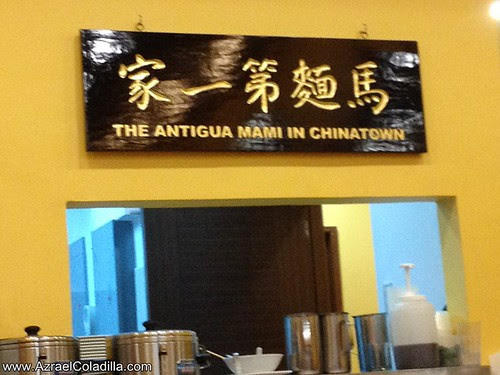 家一第麵馬
THE ANTIGUA MAMI IN CHINATOWN
www.AzraelColadilla.com